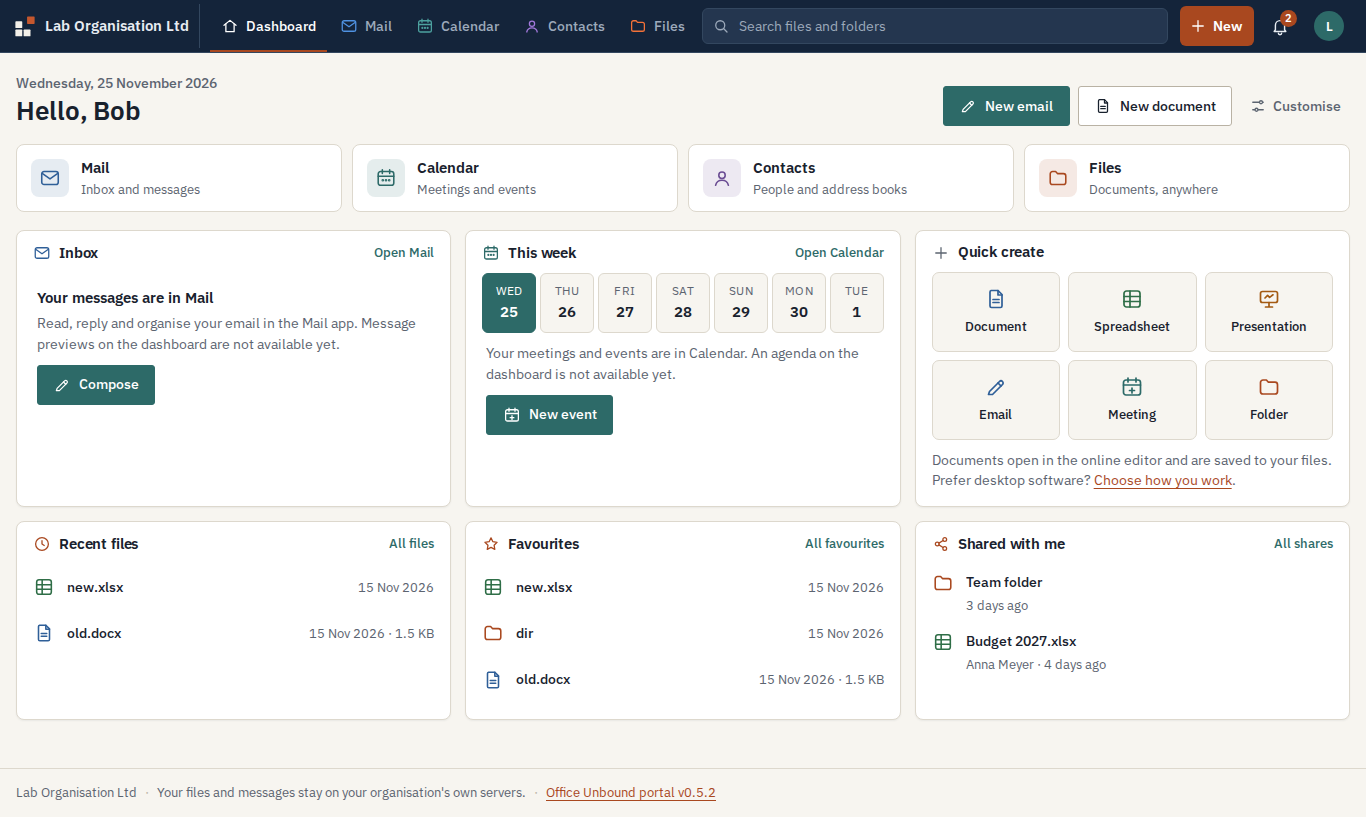 Lab Organisation Ltd
Dashboard
Mail
Calendar
Contacts
Files
Search files and folders
New
2
L
Wednesday, 25 November 2026
Hello, Bob
New email
New document
Customise
Mail
Inbox and messages
Calendar
Meetings and events
Contacts
People and address books
Files
Documents, anywhere
Inbox
Open Mail
Your messages are in Mail
Read, reply and organise your email in the Mail app. Message
previews on the dashboard are not available yet.
Compose
This week
Open Calendar
WED
25
THU
26
FRI
27
SAT
28
SUN
29
MON
30
TUE
1
Your meetings and events are in Calendar. An agenda on the
dashboard is not available yet.
New event
Quick create
Document
Spreadsheet
Presentation
Email
Meeting
Folder
Documents open in the online editor and are saved to your files.
Prefer desktop software? Choose how you work.
Recent files
All files
new.xlsx
15 Nov 2026
old.docx
15 Nov 2026 · 1.5 KB
Favourites
All favourites
new.xlsx
15 Nov 2026
dir
15 Nov 2026
old.docx
15 Nov 2026 · 1.5 KB
Shared with me
All shares
Team folder
3 days ago
Budget 2027.xlsx
Anna Meyer · 4 days ago
Lab Organisation Ltd · Your files and messages stay on your organisation's own servers. · Office Unbound portal v0.5.2